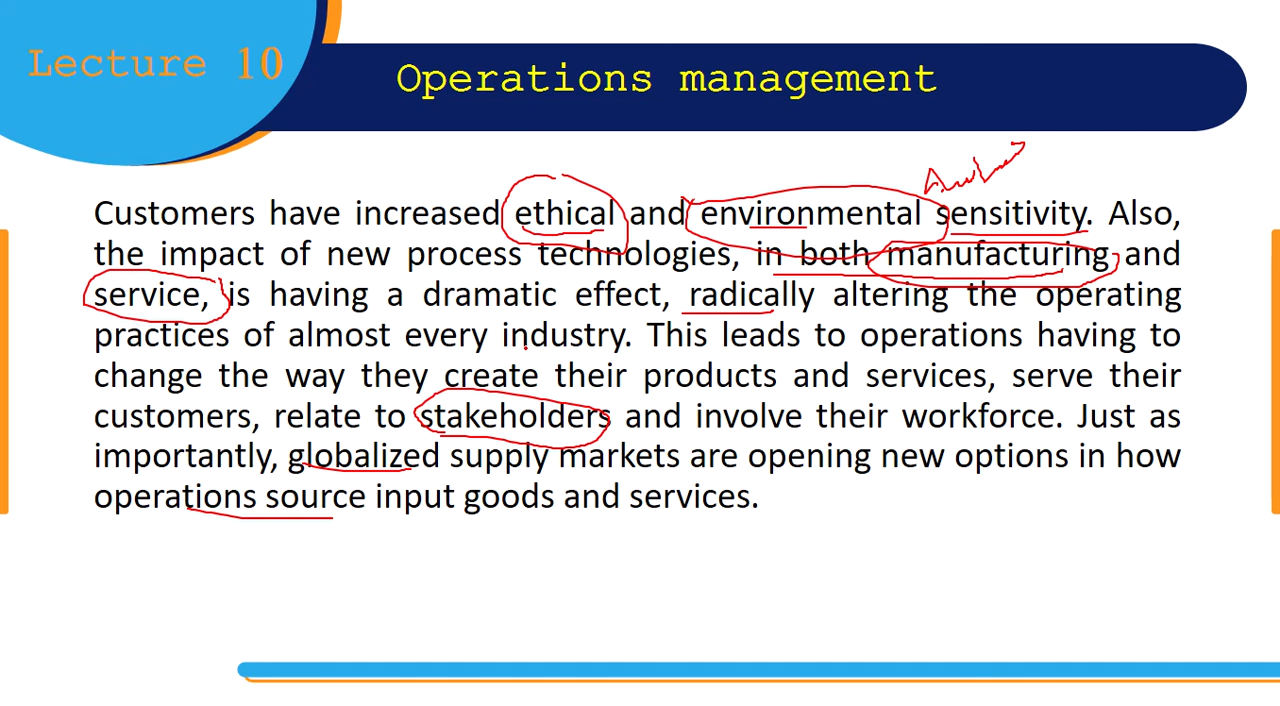 Lecture 10
Operations management
Customers have increased ethical and environmental sensitivity. Also,
the impact of new process technologies, in both manufacturing and
service, is having a dramatic effect, radically altering the operating
practices of almost every industry. This leads to operations having to
change the way they create their products and services, serve their
customers, relate to stakeholders and involve their workforce. Just as
importantly, globalized supply markets are opening new options in how
operations source input goods and services.